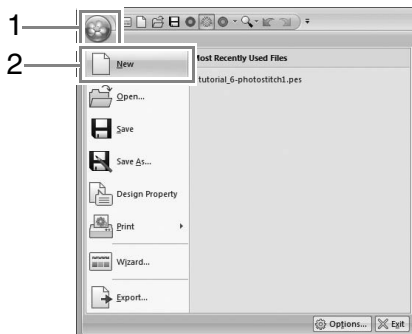 1
2
New
Most Recently Used Files
tutorial_6-photostitch1.pes
Open...
Save
Save As...
Design Property
Print
Wizard...
Export...
Options...
Exit